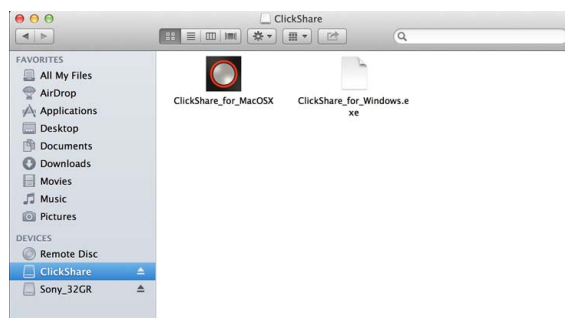 ClickShare
FAVORITES
All My Files
AirDrop
Applications
Desktop
Documents
Downloads
Movies
Music
Pictures
DEVICES
Remote Disc
ClickShare
Sony_32GR
ClickShare_for_MacOSX
ClickShare_for_Windows.e
xe